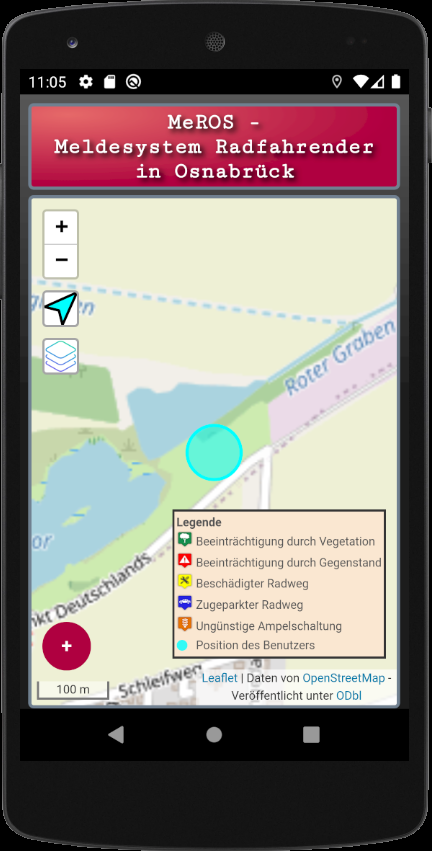 11:05
MeROS -
Meldesystem Radfahrender
in Osnabrück
+
−
Roter Graben
nkt Deutschlands
Schleifweg
Legende
Beeinträchtigung durch Vegetation
Beeinträchtigung durch Gegenstand
Beschädigter Radweg
Zugeparkter Radweg
Ungünstige Ampelschaltung
Position des Benutzers
+
100 m
Leaflet | Daten von OpenStreetMap -
Veröffentlicht unter ODbl